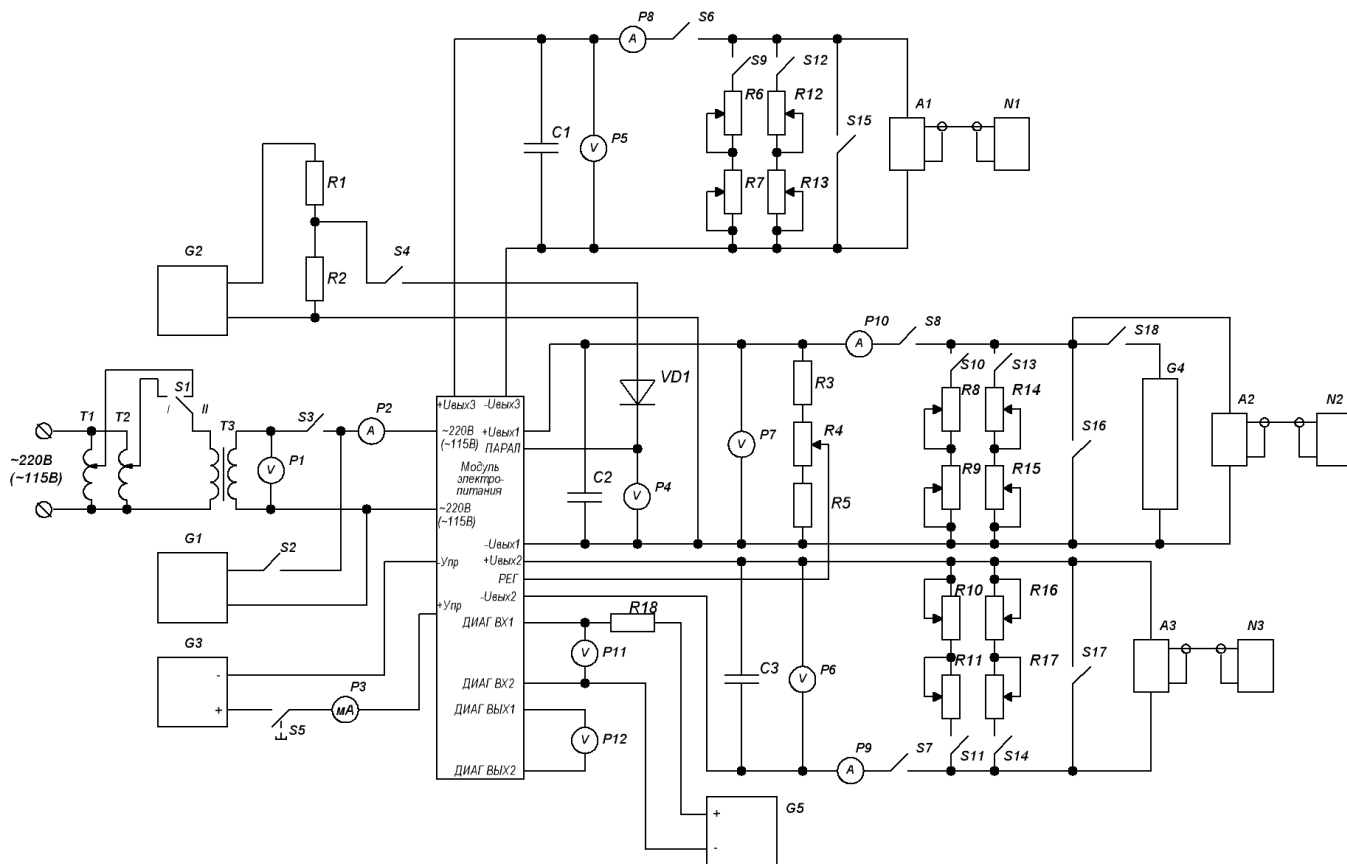 P8
S6
A
S9
S12
R6
R12
C1
P5
V
S15
A1
N1
R7
R13
R1
G2
R2
S4
P10
S8
A
S18
VD1
S10
S13
R3
G4
R8
R14
A2
N2
S1
I
II
T1
T2
T3
S3
P2
A
+Uвых3
-Uвых3
~220В
(~115В)
+Uвых1
ПАРАЛ
P7
V
R4
S16
~220В
(~115В)
P1
V
Модуль
электро-
питания
C2
P4
V
R9
R15
R5
~220В
(~115В)
G1
S2
-Uвых1
+Uвых2
-Упр
РЕГ
-Uвых2
R10
R16
+Упр
R18
ДИАГ ВХ1
A3
N3
G3
-
+
P3
мА
S5
P11
V
C3
P6
V
R11
R17
S17
ДИАГ ВХ2
ДИАГ ВЫХ1
P12
V
ДИАГ ВЫХ2
P9
A
S7
S11
S14
G5
+
-